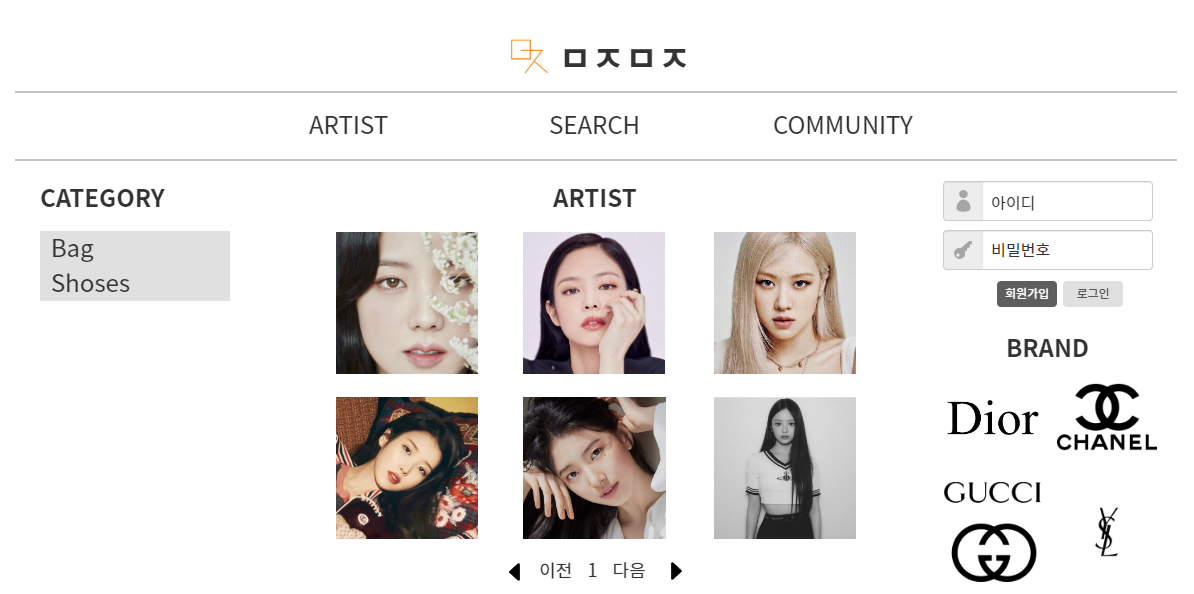 ㅁㅈㅁㅈ
ARTIST SEARCH COMMUNITY
CATEGORY
Bag
Shoses
ARTIST
이전 1 다음
아이디
비밀번호
회원가입 로그인
BRAND
Dior
CHANEL
GUCCI
YSL